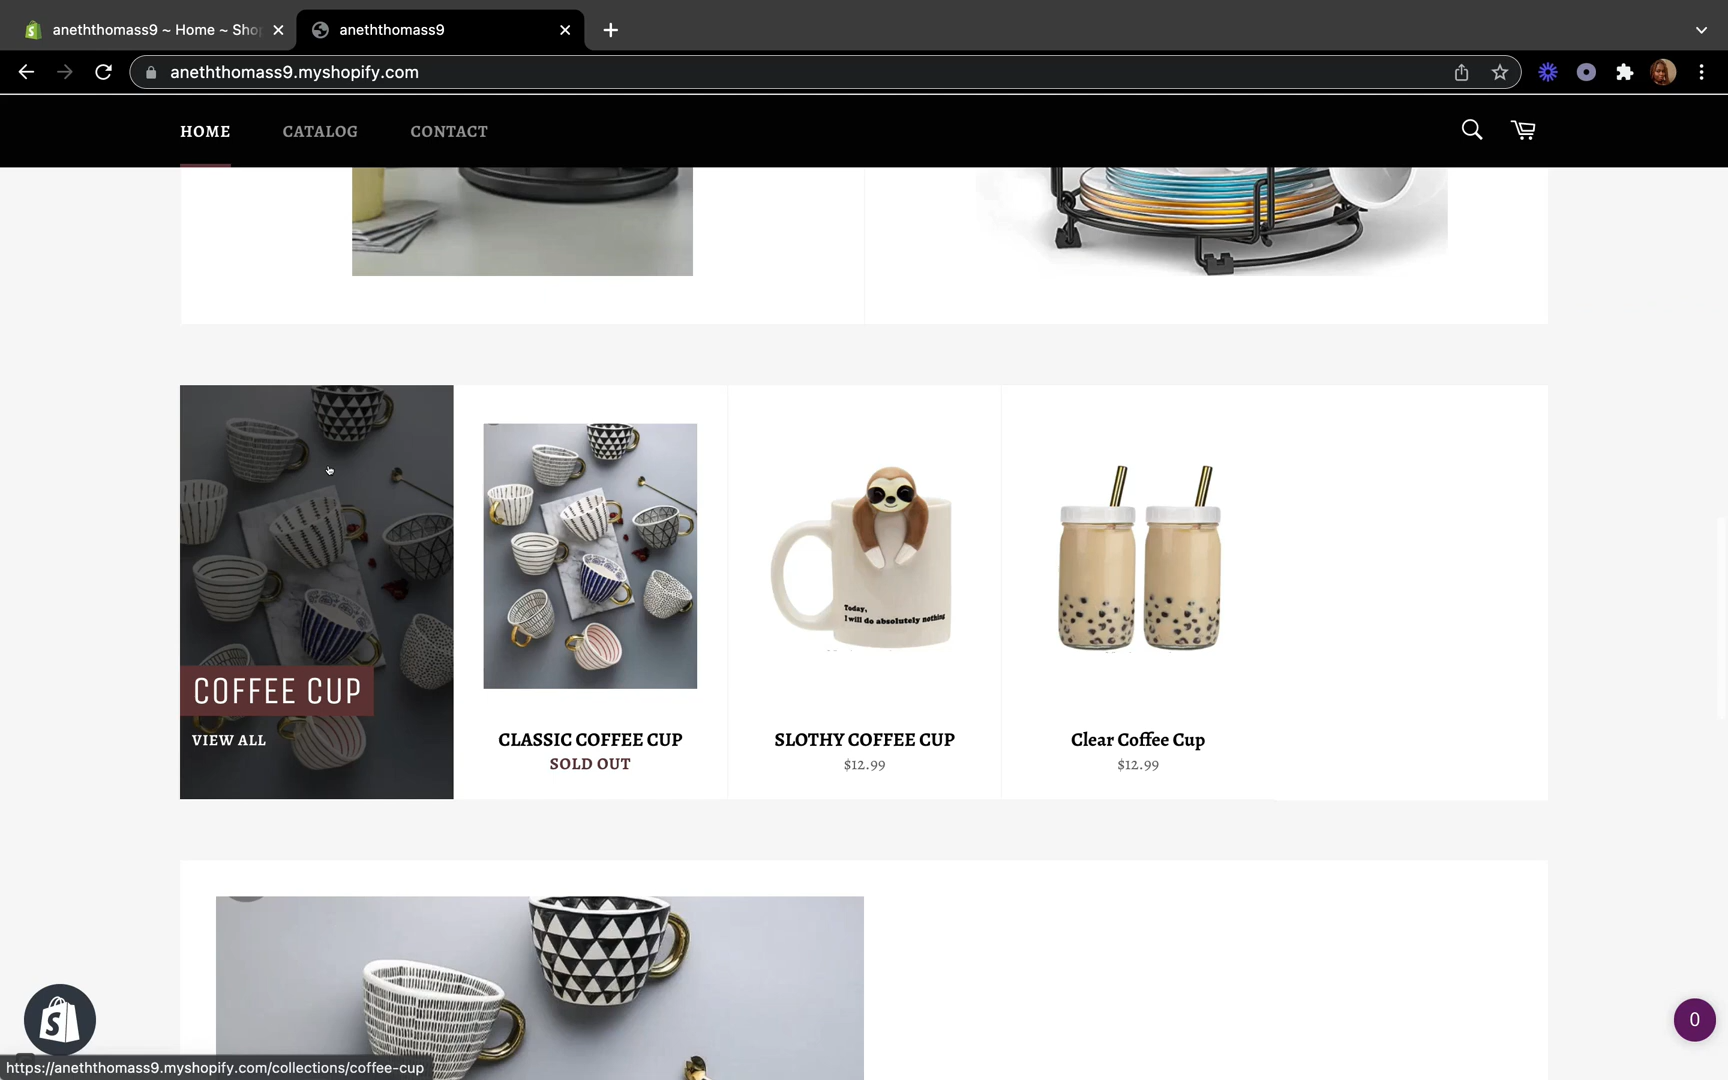 aneththomass9 ~ Home ~ Sho
aneththomass9
aneththomass9.myshopify.com
HOME
CATALOG
CONTACT
COFFEE CUP
VIEW ALL
Today,
I will do absolutely nothing
CLASSIC COFFEE CUP
SOLD OUT
SLOTHY COFFEE CUP
$12.99
Clear Coffee Cup
$12.99
0
https://aneththomass9.myshopify.com/collections/coffee-cup